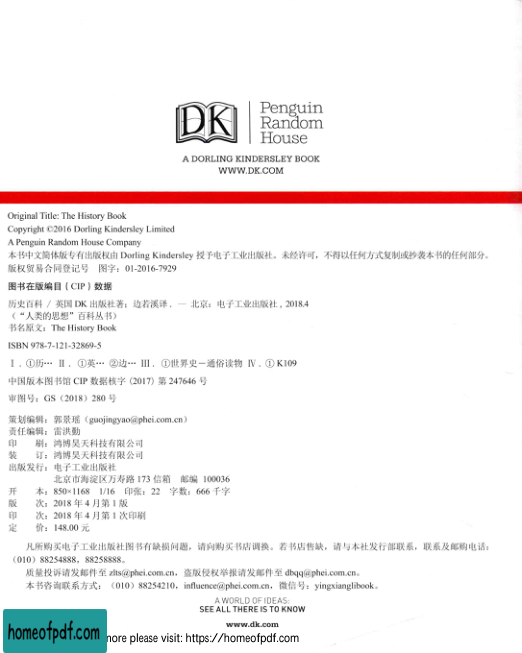 DK
Penguin
Random
House
A DORLING KINDERSLEY BOOK
WWW.DK.COM
Original Title: The History Book
Copyright ©2016 Dorling Kindersley Limited
A Penguin Random House Company
本书中文简体版专有出版权由 Dorling Kindersley 授予电子工业出版社。未经许可，不得以任何方式复制或抄袭本书的任何部分。
版权贸易合同登记号 图字：01-2016-7929
图书在版编目（CIP）数据
历史百科 / 英国 DK 出版社著；边若溪译 . — 北京：电子工业出版社 , 2018.4
（“人类的思想”百科丛书）
书名原文：The History Book
ISBN 978-7-121-32869-5
Ⅰ . ①历… Ⅱ . ①英… ②边… Ⅲ . ①世界史－通俗读物 Ⅳ . ① K109
中国版本图书馆 CIP 数据核字 (2017) 第 247646 号
审图号：GS（2018）280 号
策划编辑：郭景瑶（guojingyao@phei.com.cn）
责任编辑：雷洪勤
印 刷：鸿博昊天科技有限公司
装 订：鸿博昊天科技有限公司
出版发行：电子工业出版社
北京市海淀区万寿路 173 信箱 邮编 100036
开 本：850×1168 1/16 印张：22 字数：666 千字
版 次：2018 年 4 月第 1 版
印 次：2018 年 4 月第 1 次印刷
定 价：148.00 元
凡所购买电子工业出版社图书有缺损问题，请向购买书店调换。若书店售缺，请与本社发行部联系，联系及邮购电话：
（010）88254888，88258888。
质量投诉请发邮件至 zlts@phei.com.cn，盗版侵权举报请发邮件至 dbqq@phei.com.cn。
本书咨询联系方式：（010）88254210，influence@phei.com.cn，微信号：yingxianglibook。
A WORLD OF IDEAS:
SEE ALL THERE IS TO KNOW
www.dk.com
homeofpdf.com
more please visit: https://homeofpdf.com